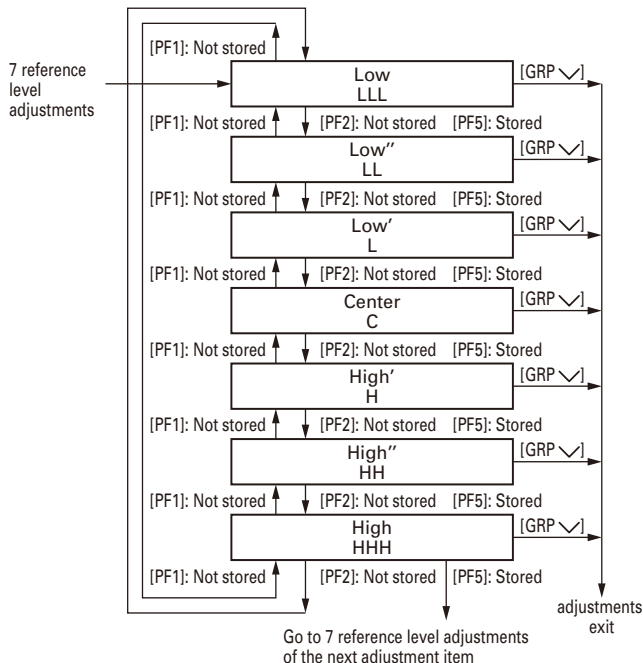 [PF1]: Not stored
7 reference
level
adjustments
Low
LLL
[GRP ∨]
[PF1]: Not stored [PF2]: Not stored [PF5]: Stored
Low''
LL
[GRP ∨]
[PF1]: Not stored [PF2]: Not stored [PF5]: Stored
Low'
L
[GRP ∨]
[PF1]: Not stored [PF2]: Not stored [PF5]: Stored
Center
C
[GRP ∨]
[PF1]: Not stored [PF2]: Not stored [PF5]: Stored
High'
H
[GRP ∨]
[PF1]: Not stored [PF2]: Not stored [PF5]: Stored
High''
HH
[GRP ∨]
[PF1]: Not stored [PF2]: Not stored [PF5]: Stored
High
HHH
[GRP ∨]
[PF1]: Not stored [PF2]: Not stored [PF5]: Stored
adjustments
exit
Go to 7 reference level adjustments
of the next adjustment item